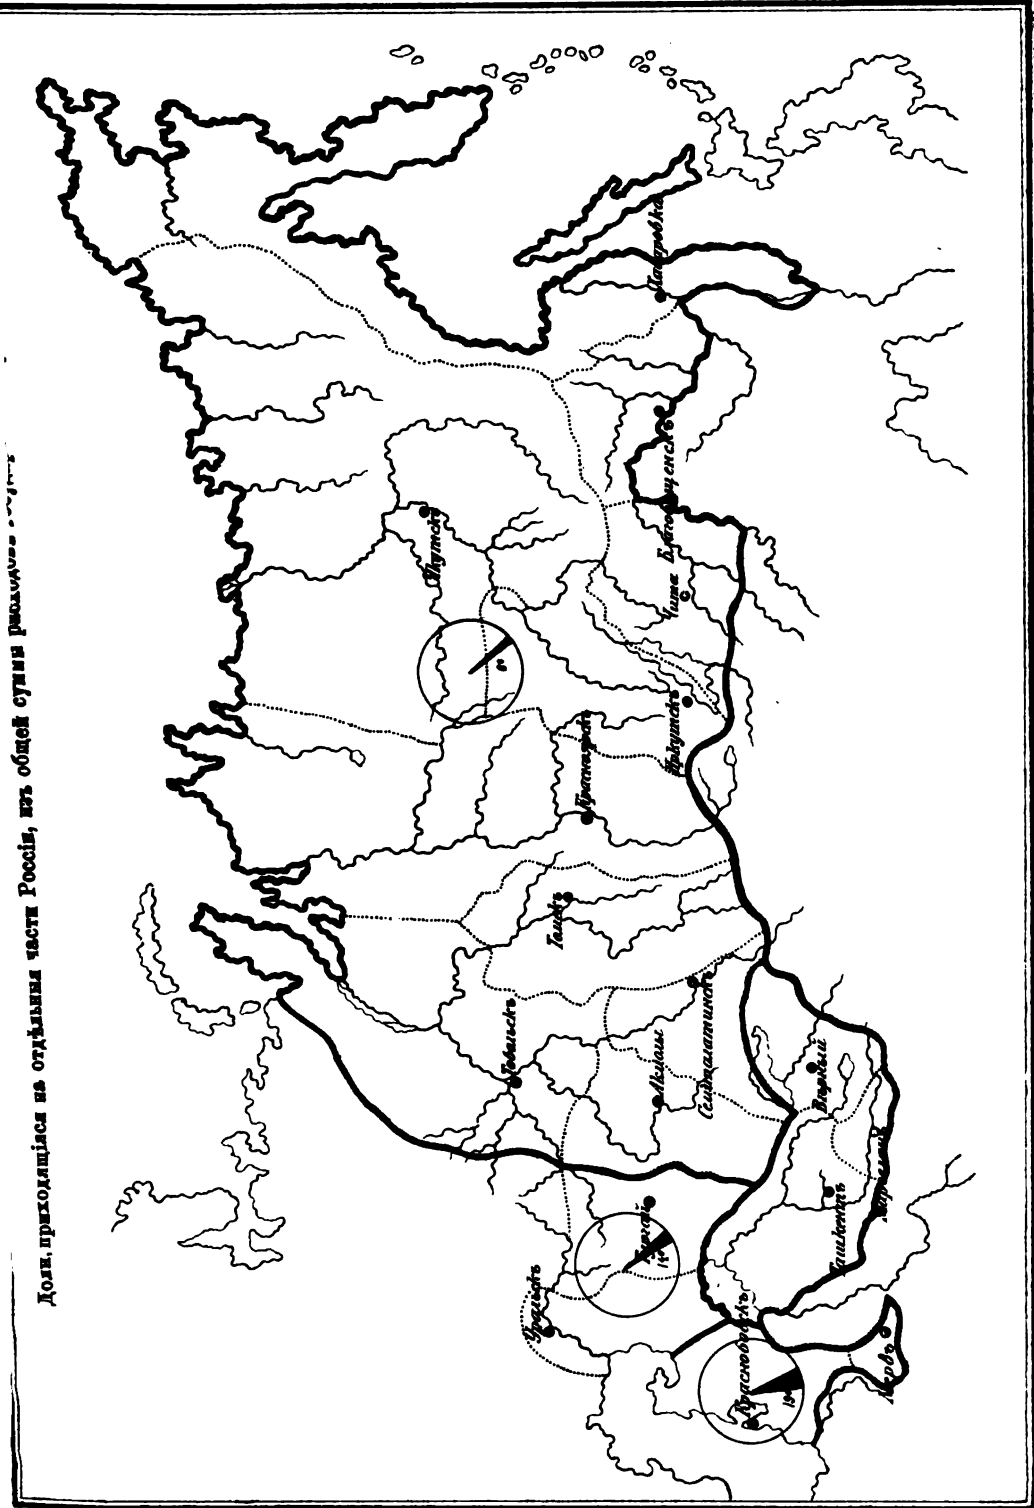 Доли, приходящіяся на отдѣльныя части Россіи, изъ общей суммы расходовъ
Якутскъ
Благовѣщенскъ
Чита
Иркутскъ
Красноярскъ
Томскъ
Тобольскъ
Акмолы
Семипалатинскъ
Вѣрный
Ташкентъ
Тургай
Уральскъ
Красноводскъ
Мервъ